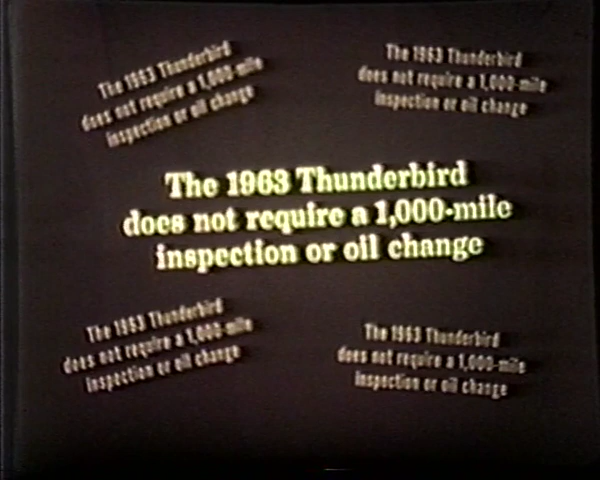 The 1963 Thunderbird
does not require a 1,000-mile
inspection or oil change
The 1963 Thunderbird
does not require a 1,000-mile
inspection or oil change
The 1963 Thunderbird
does not require a 1,000-mile
inspection or oil change
The 1963 Thunderbird
does not require a 1,000-mile
inspection or oil change
The 1963 Thunderbird
does not require a 1,000-mile
inspection or oil change